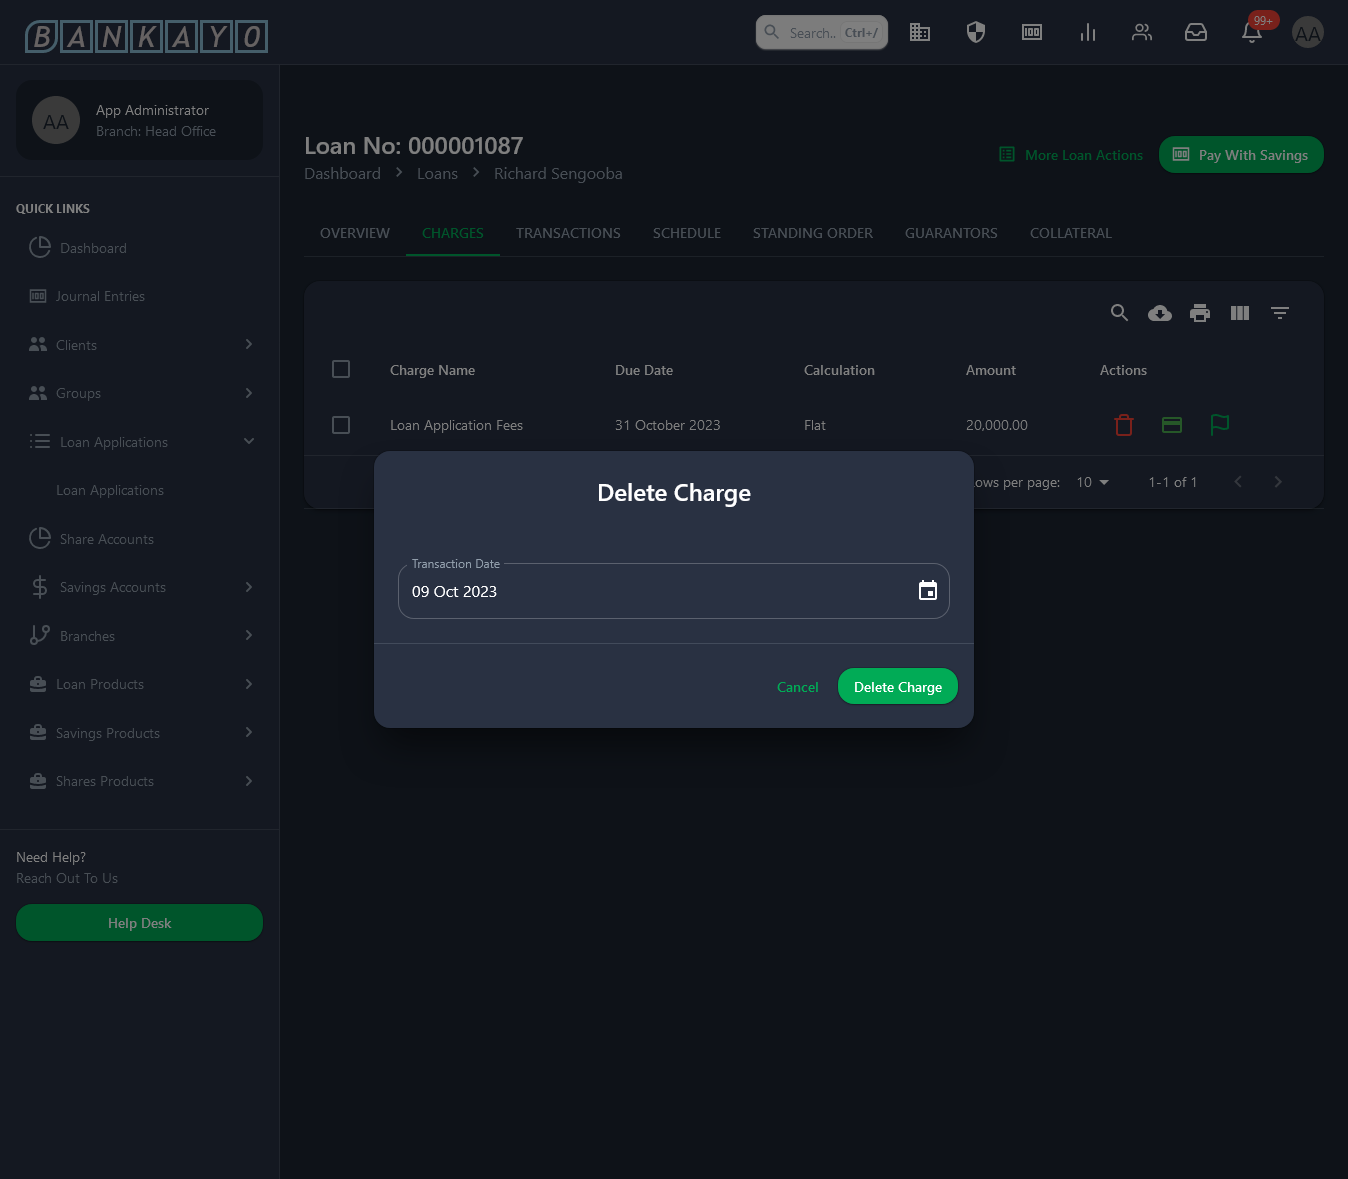 BANKAYO
Search.. Ctrl+/
99+
AA
AA
App Administrator
Branch: Head Office
QUICK LINKS
Dashboard
Journal Entries
Clients
Groups
Loan Applications
Loan Applications
Share Accounts
Savings Accounts
Branches
Loan Products
Savings Products
Shares Products
Need Help?
Reach Out To Us
Help Desk
Loan No: 000001087
Dashboard > Loans > Richard Sengooba
More Loan Actions
Pay With Savings
OVERVIEW CHARGES TRANSACTIONS SCHEDULE STANDING ORDER GUARANTORS COLLATERAL
Charge Name Due Date Calculation Amount Actions
Loan Application Fees 31 October 2023 Flat 20,000.00
ows per page: 10 1-1 of 1
Delete Charge
Transaction Date
09 Oct 2023
Cancel
Delete Charge